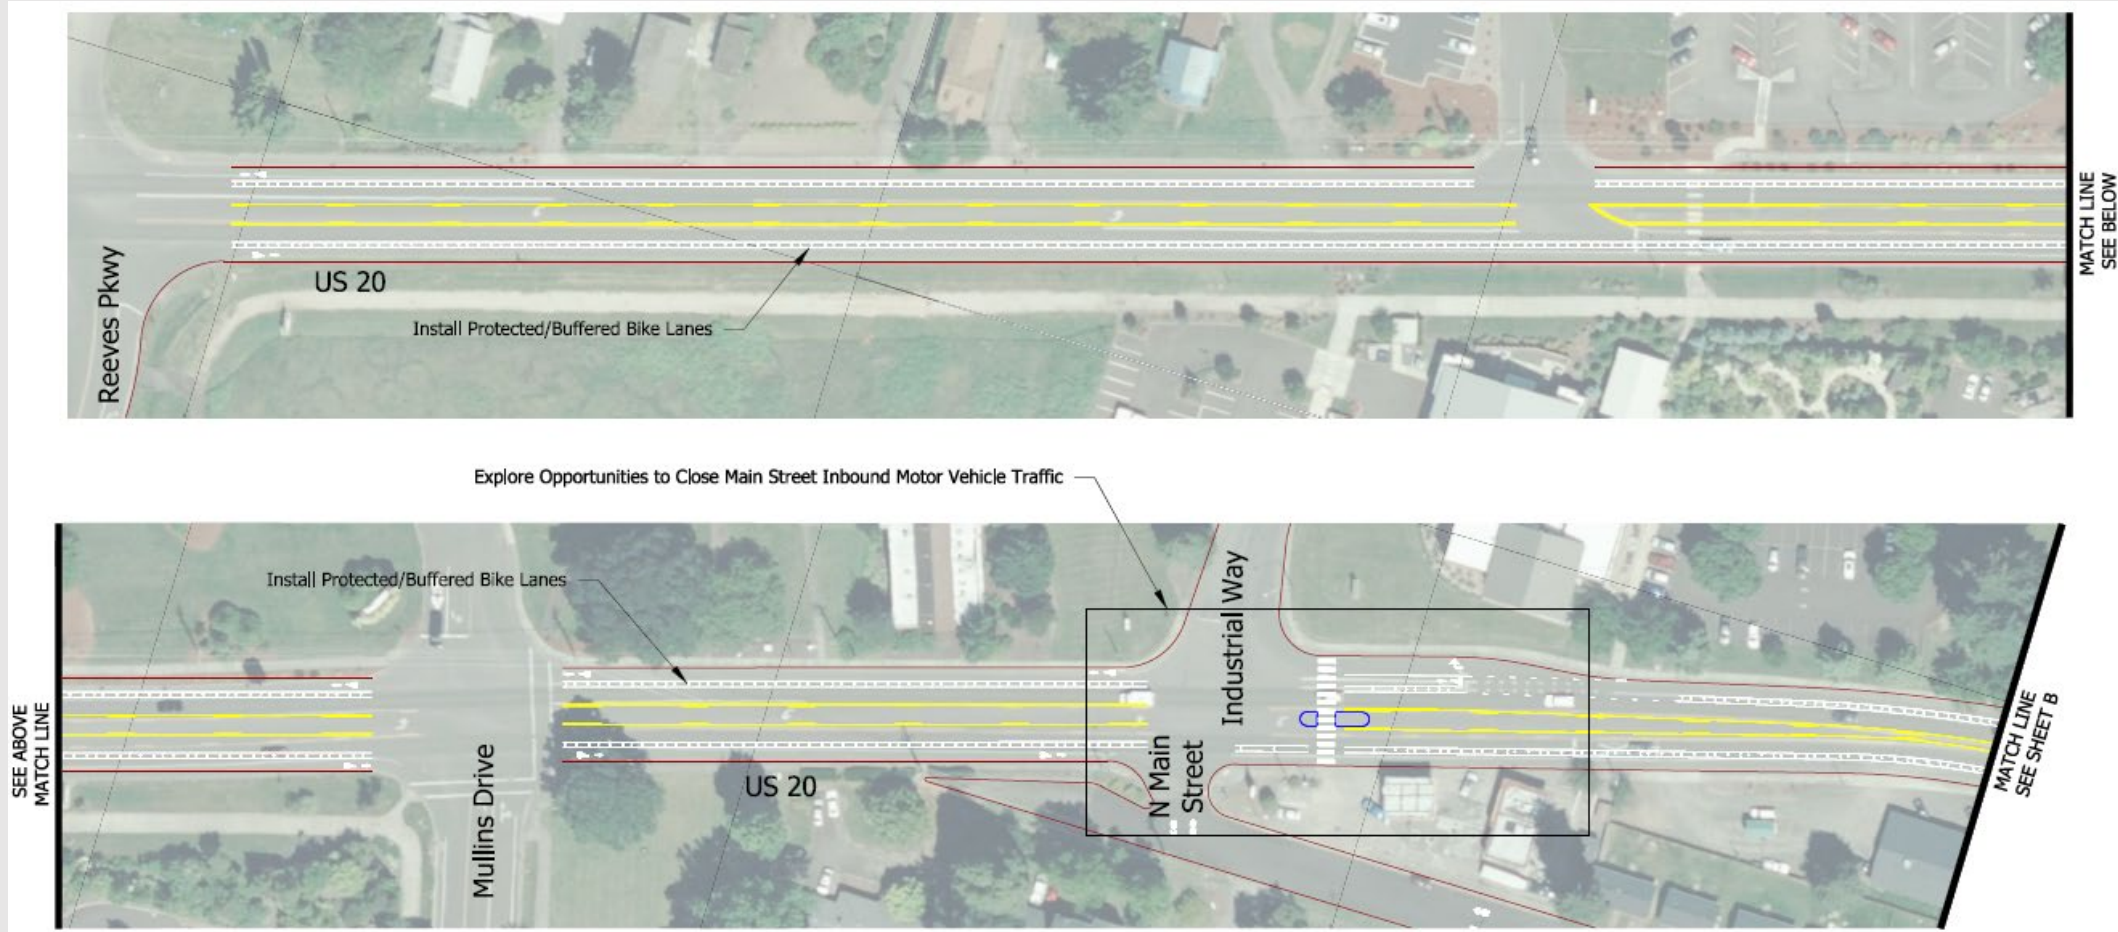 MATCH LINE
SEE BELOW
Reeves Pkwy
US 20
Install Protected/Buffered Bike Lanes
Explore Opportunities to Close Main Street Inbound Motor Vehicle Traffic
SEE ABOVE
MATCH LINE
Install Protected/Buffered Bike Lanes
Mullins Drive
US 20
Industrial Way
N Main
Street
MATCH LINE
SEE SHEET B